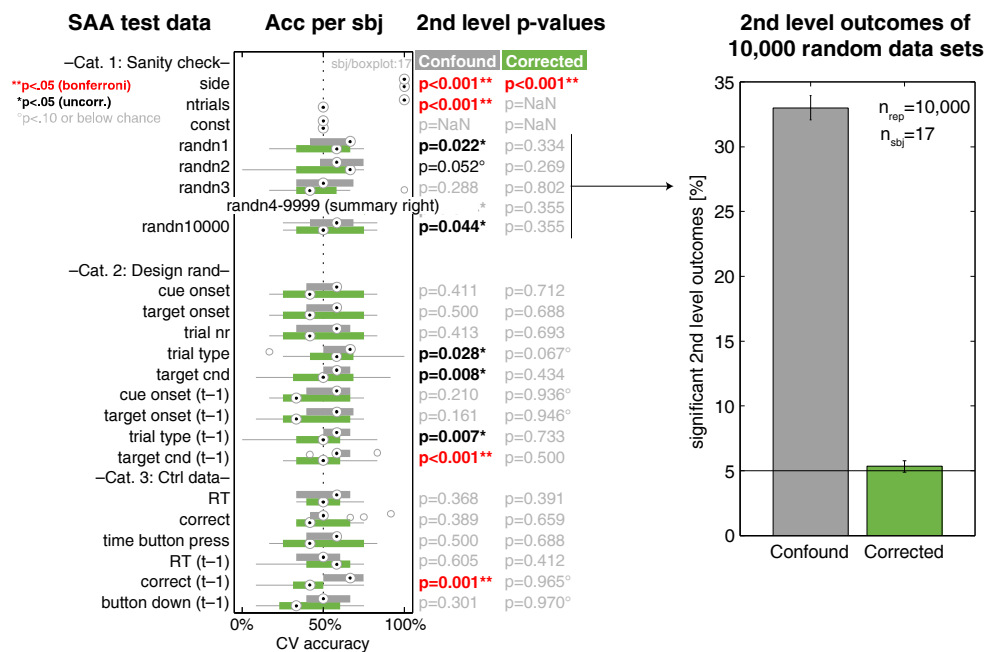 SAA test data
Acc per sbj
2nd level p-values
–Cat. 1: Sanity check–
sbj/boxplot:17
Confound Corrected
**p<.05 (bonferroni)
*p<.05 (uncorr.)
°p<.10 or below chance
side p<0.001** p<0.001**
ntrials p<0.001** p=NaN
const p=NaN p=NaN
randn1 p=0.022* p=0.334
randn2 p=0.052° p=0.269
randn3 p=0.288 p=0.802
randn4-9999 (summary right) .* p=0.355
randn10000 p=0.044* p=0.355
–Cat. 2: Design rand–
cue onset p=0.411 p=0.712
target onset p=0.500 p=0.688
trial nr p=0.413 p=0.693
trial type p=0.028* p=0.067°
target cnd p=0.008* p=0.434
cue onset (t–1) p=0.210 p=0.936°
target onset (t–1) p=0.161 p=0.946°
trial type (t–1) p=0.007* p=0.733
target cnd (t–1) p<0.001** p=0.500
–Cat. 3: Ctrl data–
RT p=0.368 p=0.391
correct p=0.389 p=0.659
time button press p=0.500 p=0.688
RT (t–1) p=0.605 p=0.412
correct (t–1) p=0.001** p=0.965°
button down (t–1) p=0.301 p=0.970°
0% 50% 100%
CV accuracy
2nd level outcomes of
10,000 random data sets
significant 2nd level outcomes [%]
35
30
25
20
15
10
5
0
n_rep=10,000
n_sbj=17
Confound Corrected